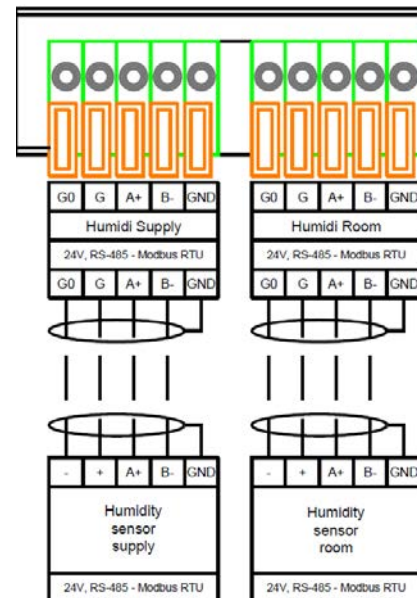 G0 G A+ B- GND G0 G A+ B- GND
Humidi Supply Humidi Room
24V, RS-485 - Modbus RTU 24V, RS-485 - Modbus RTU
G0 G A+ B- GND G0 G A+ B- GND
- + A+ B- GND - + A+ B- GND
Humidity Humidity
sensor sensor
supply room
24V, RS-485 - Modbus RTU 24V, RS-485 - Modbus RTU